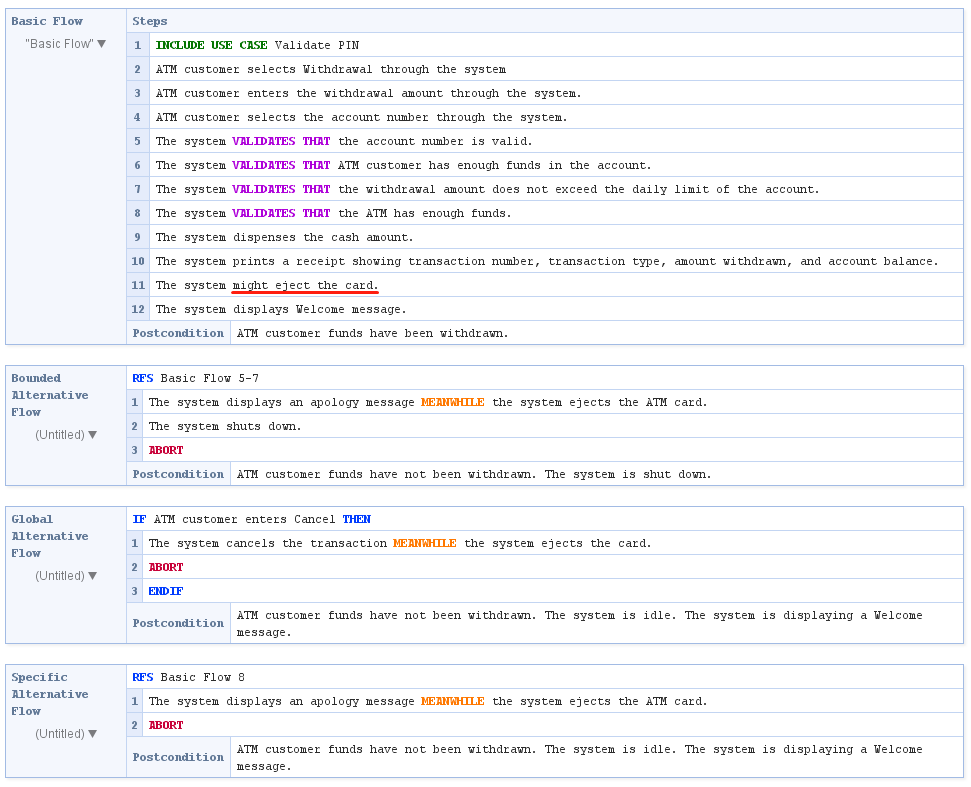 Basic Flow
"Basic Flow" ▼
Steps
1 INCLUDE USE CASE Validate PIN
2 ATM customer selects Withdrawal through the system
3 ATM customer enters the withdrawal amount through the system.
4 ATM customer selects the account number through the system.
5 The system VALIDATES THAT the account number is valid.
6 The system VALIDATES THAT ATM customer has enough funds in the account.
7 The system VALIDATES THAT the withdrawal amount does not exceed the daily limit of the account.
8 The system VALIDATES THAT the ATM has enough funds.
9 The system dispenses the cash amount.
10 The system prints a receipt showing transaction number, transaction type, amount withdrawn, and account balance.
11 The system might eject the card.
12 The system displays Welcome message.
Postcondition ATM customer funds have been withdrawn.
Bounded
Alternative
Flow
(Untitled) ▼
RFS Basic Flow 5-7
1 The system displays an apology message MEANWHILE the system ejects the ATM card.
2 The system shuts down.
3 ABORT
Postcondition ATM customer funds have not been withdrawn. The system is shut down.
Global
Alternative
Flow
(Untitled) ▼
IF ATM customer enters Cancel THEN
1 The system cancels the transaction MEANWHILE the system ejects the card.
2 ABORT
3 ENDIF
Postcondition ATM customer funds have not been withdrawn. The system is idle. The system is displaying a Welcome
message.
Specific
Alternative
Flow
(Untitled) ▼
RFS Basic Flow 8
1 The system displays an apology message MEANWHILE the system ejects the ATM card.
2 ABORT
Postcondition ATM customer funds have not been withdrawn. The system is idle. The system is displaying a Welcome
message.